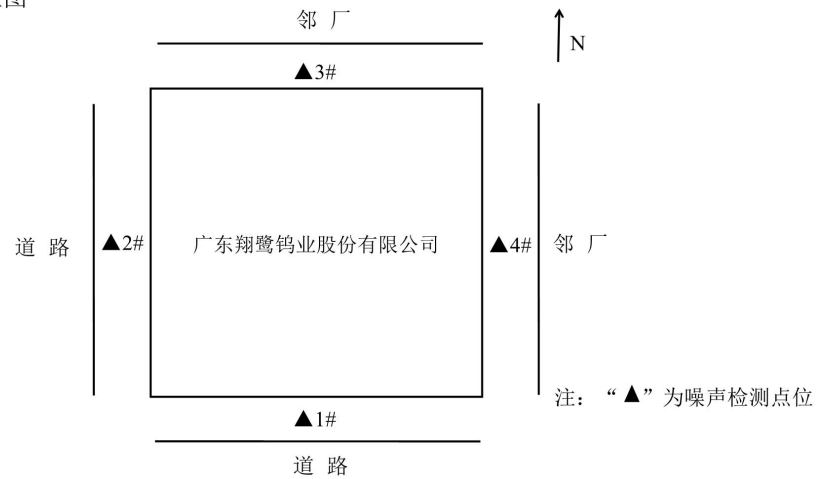 邻 厂
N
▲3#
道 路
▲2#
广东翔鹭钨业股份有限公司
▲4#
邻 厂
注：“▲”为噪声检测点位
▲1#
道 路